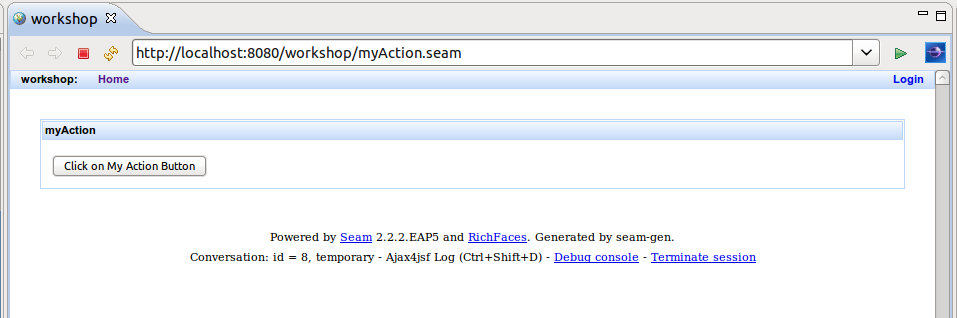 workshop
http://localhost:8080/workshop/myAction.seam
workshop: Home Login
myAction
Click on My Action Button
Powered by Seam 2.2.2.EAP5 and RichFaces. Generated by seam-gen.
Conversation: id = 8, temporary - Ajax4jsf Log (Ctrl+Shift+D) - Debug console - Terminate session